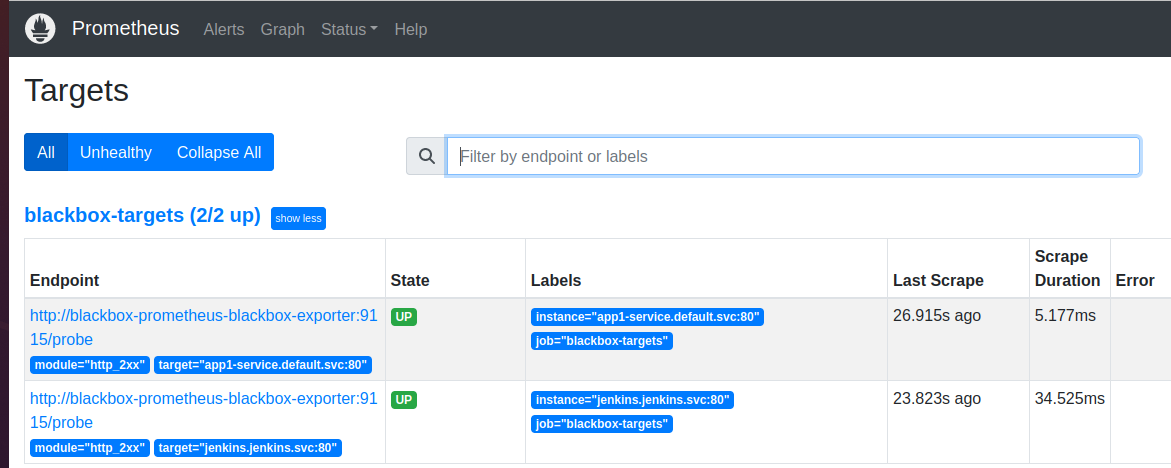 Prometheus Alerts Graph Status Help
Targets
All Unhealthy Collapse All
Filter by endpoint or labels
blackbox-targets (2/2 up) show less
Endpoint State Labels Last Scrape Scrape Duration Error
http://blackbox-prometheus-blackbox-exporter:91
15/probe
module="http_2xx" target="app1-service.default.svc:80"
UP
instance="app1-service.default.svc:80"
job="blackbox-targets"
26.915s ago
5.177ms
http://blackbox-prometheus-blackbox-exporter:91
15/probe
module="http_2xx" target="jenkins.jenkins.svc:80"
UP
instance="jenkins.jenkins.svc:80"
job="blackbox-targets"
23.823s ago
34.525ms